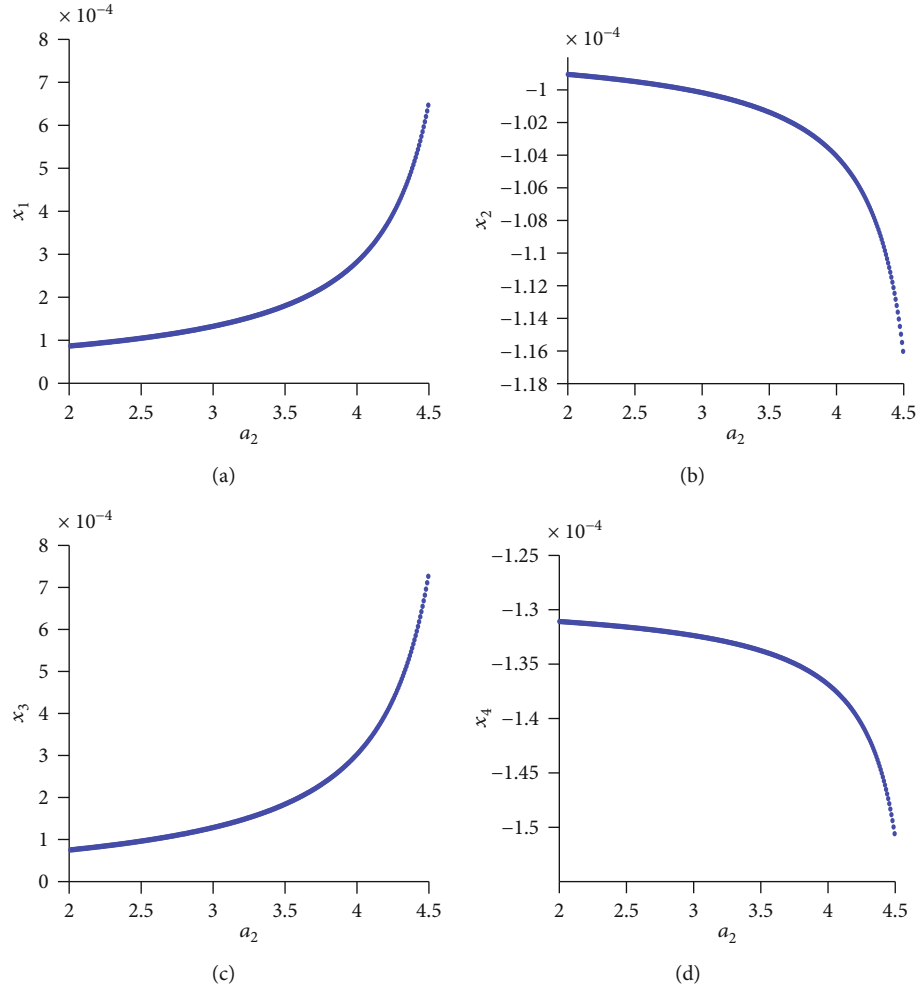 × 10⁻⁴
8
7
6
5
4
3
2
1
0
x₁
2 2.5 3 3.5 4 4.5
a₂
(a)
× 10⁻⁴
−1
−1.02
−1.04
−1.06
−1.08
−1.1
−1.12
−1.14
−1.16
−1.18
x₂
2 2.5 3 3.5 4 4.5
a₂
(b)
× 10⁻⁴
8
7
6
5
4
3
2
1
0
x₃
2 2.5 3 3.5 4 4.5
a₂
(c)
× 10⁻⁴
−1.25
−1.3
−1.35
−1.4
−1.45
−1.5
x₄
2 2.5 3 3.5 4 4.5
a₂
(d)